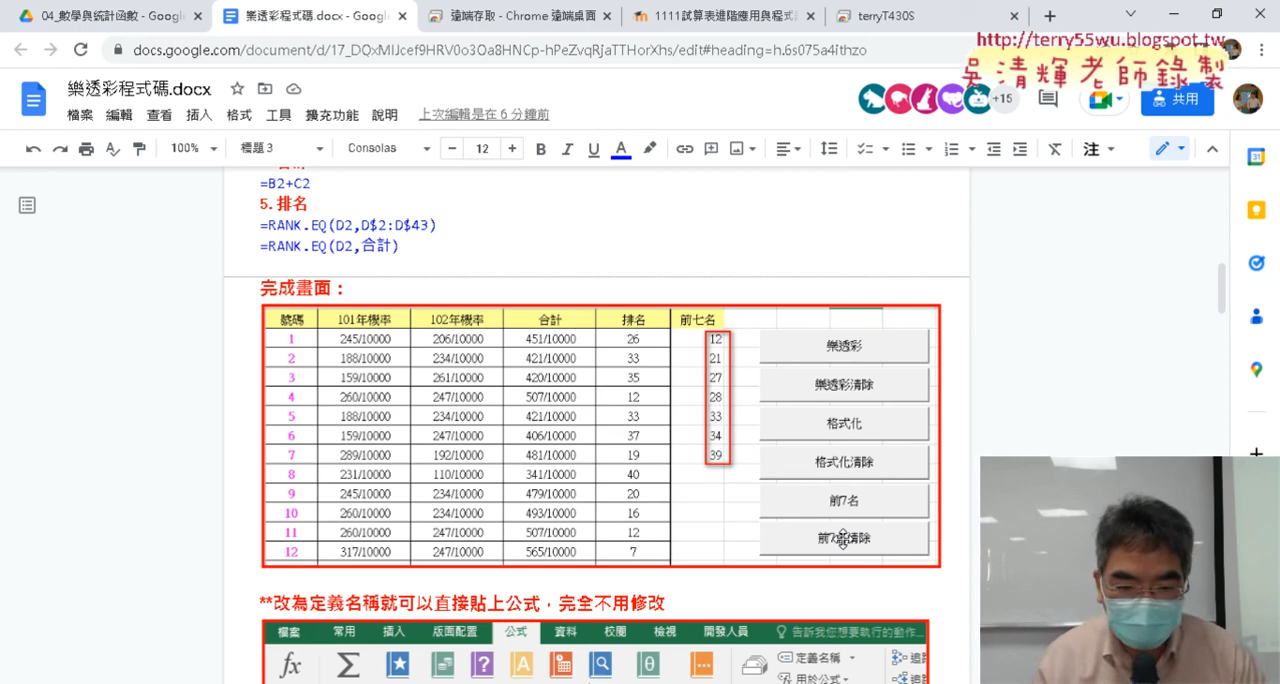 04_數學與統計函數 - Google
樂透彩程式碼.docx - Google
遠端存取 - Chrome 遠端桌面
1111試算表進階應用與程式設
terryT430S
docs.google.com/document/d/17_DQxMIJcef9HRV0o3Oa8HNCp-hPeZvqRjaTTHorXhs/edit#heading=h.6s075a4ithzo
http://terry55wu.blogspot.tw
吳清輝老師錄製
樂透彩程式碼.docx
檔案 編輯 查看 插入 格式 工具 擴充功能 說明 上次編輯是在 6 分鐘前
+15
共用
100% 標題 3 Consolas 12 B I U A 注
=B2+C2
5. 排名
=RANK.EQ(D2,D$2:D$43)
=RANK.EQ(D2,合計)
完成畫面：
號碼 101年機率 102年機率 合計 排名 前七名
1 245/10000 206/10000 451/10000 26 12
2 188/10000 234/10000 421/10000 33 21
3 159/10000 261/10000 420/10000 35 27
4 260/10000 247/10000 507/10000 12 28
5 188/10000 234/10000 421/10000 33 33
6 159/10000 247/10000 406/10000 37 34
7 289/10000 192/10000 481/10000 19 39
8 231/10000 110/10000 341/10000 40
9 245/10000 234/10000 479/10000 20
10 260/10000 234/10000 493/10000 16
11 260/10000 247/10000 507/10000 12
12 317/10000 247/10000 565/10000 7
樂透彩
樂透彩清除
格式化
格式化清除
前7名
前7名清除
**改為定義名稱就可以直接貼上公式，完全不用修改
檔案 常用 插入 版面配置 公式 資料 校閱 檢視 開發人員 告訴我您想要執行的動作...
fx Σ 定義名稱
用於公式